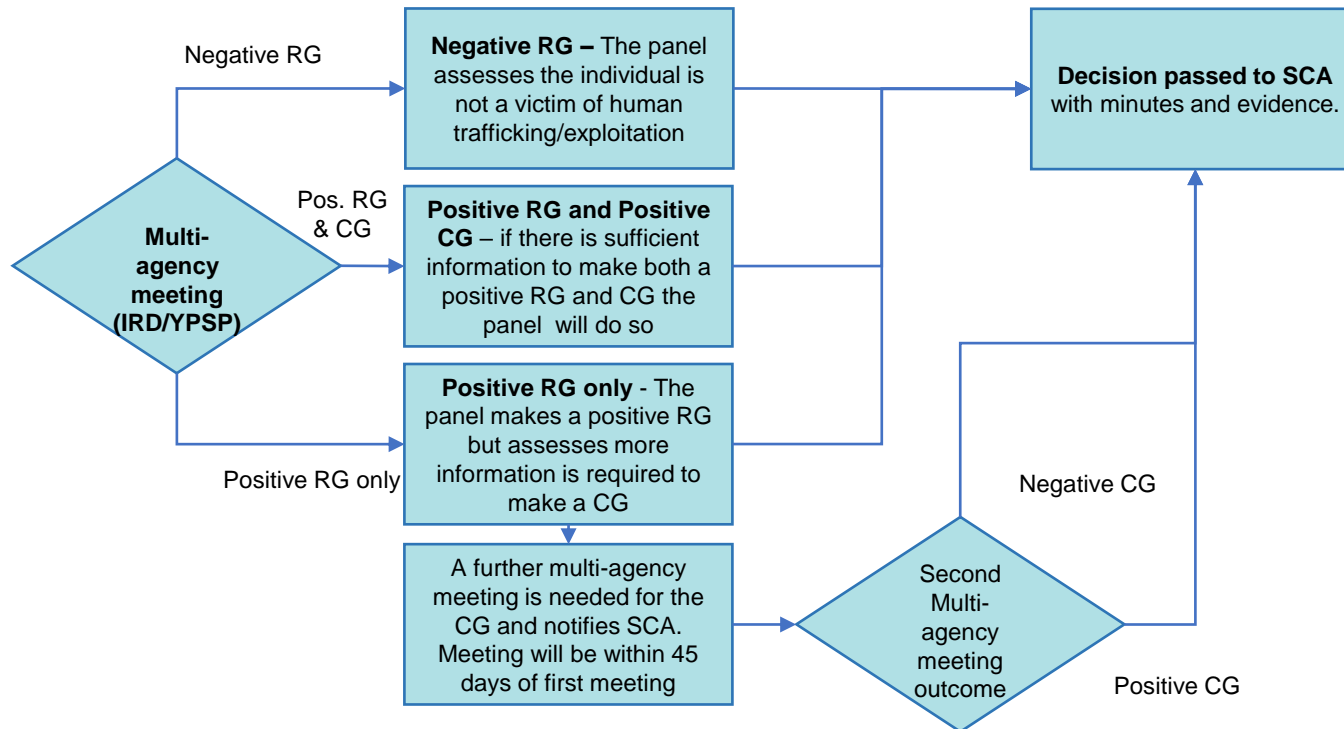 Negative RG
Negative RG – The panel
assesses the individual is
not a victim of human
trafficking/exploitation
Decision passed to SCA
with minutes and evidence.
Multi-
agency
meeting
(IRD/YPSP)
Pos. RG
& CG
Positive RG and Positive
CG – if there is sufficient
information to make both a
positive RG and CG the
panel will do so
Positive RG only
Positive RG only - The
panel makes a positive RG
but assesses more
information is required to
make a CG
A further multi-agency
meeting is needed for the
CG and notifies SCA.
Meeting will be within 45
days of first meeting
Second
Multi-
agency
meeting
outcome
Negative CG
Positive CG